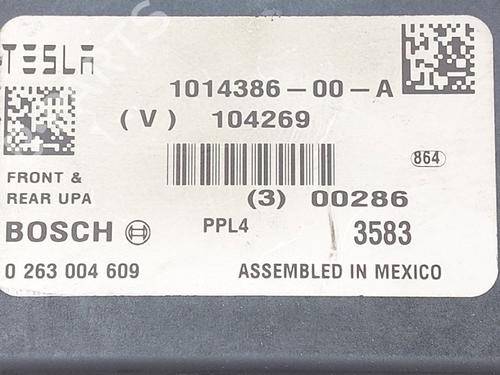 TESLA
1014386-00-A
(V) 104269
864
FRONT &
REAR UPA
(3) 00286
BOSCH
PPL4
3583
0 263 004 609
ASSEMBLED IN MEXICO